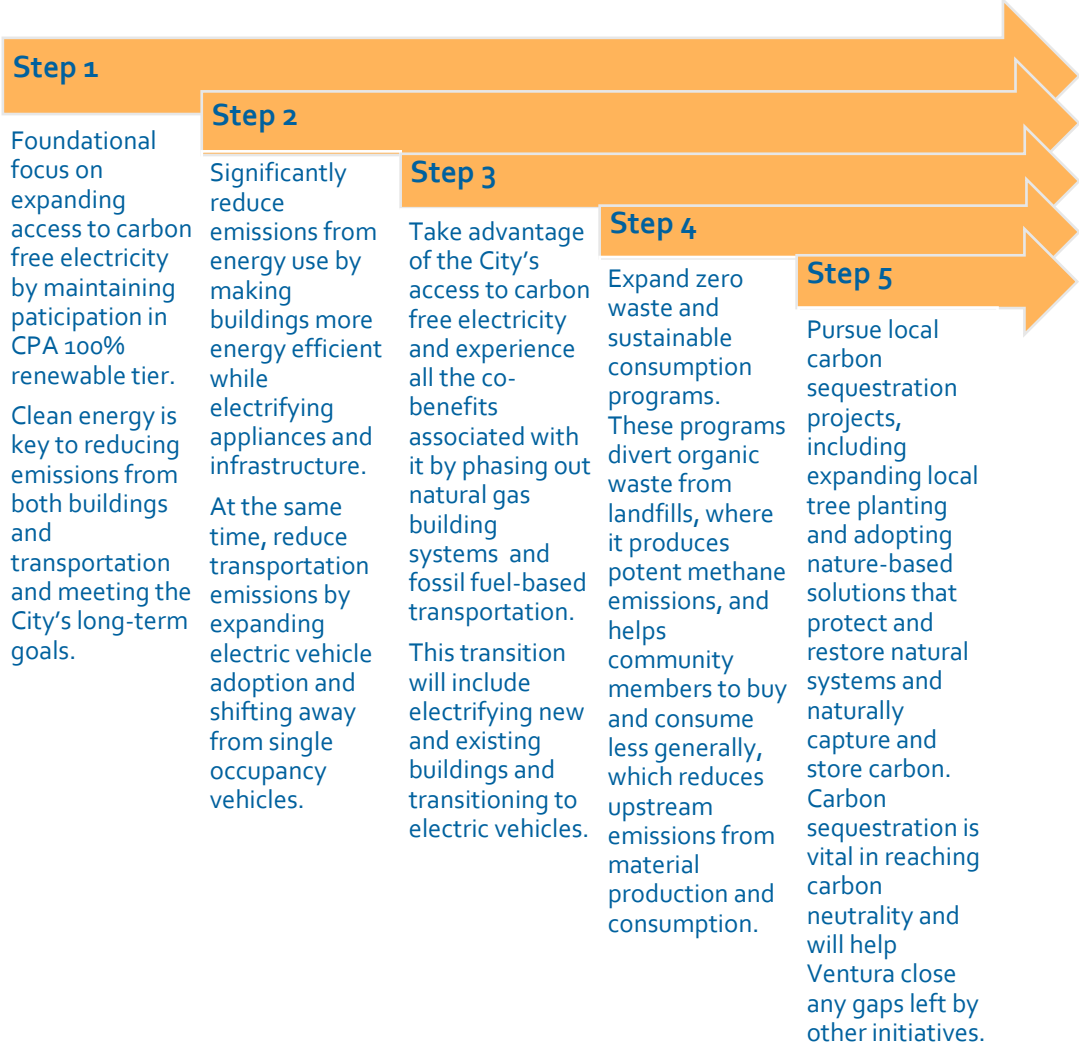 Step 1
Foundational
focus on
expanding
access to carbon
free electricity
by maintaining
paticipation in
CPA 100%
renewable tier.
Clean energy is
key to reducing
emissions from
both buildings
and
transportation
and meeting the
City's long-term
goals.
Step 2
Significantly
reduce
emissions from
energy use by
making
buildings more
energy efficient
while
electrifying
appliances and
infrastructure.
At the same
time, reduce
transportation
emissions by
expanding
electric vehicle
adoption and
shifting away
from single
occupancy
vehicles.
Step 3
Take advantage
of the City's
access to carbon
free electricity
and experience
all the co-
benefits
associated with
it by phasing out
natural gas
building
systems and
fossil fuel-based
transportation.
This transition
will include
electrifying new
and existing
buildings and
transitioning to
electric vehicles.
Step 4
Expand zero
waste and
sustainable
consumption
programs.
These programs
divert organic
waste from
landfills, where
it produces
potent methane
emissions, and
helps
community
members to buy
and consume
less generally,
which reduces
upstream
emissions from
material
production and
consumption.
Step 5
Pursue local
carbon
sequestration
projects,
including
expanding local
tree planting
and adopting
nature-based
solutions that
protect and
restore natural
systems and
naturally
capture and
store carbon.
Carbon
sequestration is
vital in reaching
carbon
neutrality and
will help
Ventura close
any gaps left by
other initiatives.